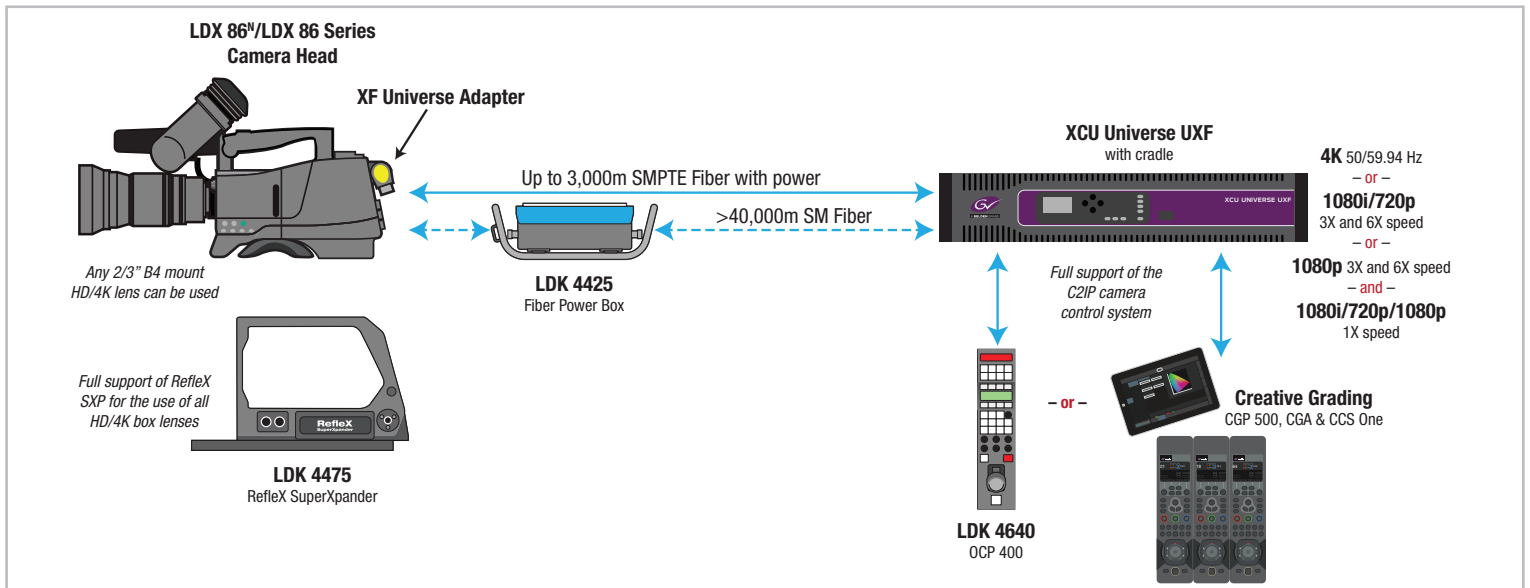 LDX 86ᴺ/LDX 86 Series
Camera Head
XF Universe Adapter
Any 2/3" B4 mount
HD/4K lens can be used
Up to 3,000m SMPTE Fiber with power
>40,000m SM Fiber
LDK 4425
Fiber Power Box
XCU Universe UXF
with cradle
GV
BELDEN
XCU UNIVERSE UXF
4K 50/59.94 Hz
– or –
1080i/720p
3X and 6X speed
– or –
1080p 3X and 6X speed
– and –
1080i/720p/1080p
1X speed
Full support of the
C2IP camera
control system
Full support of RefleX
SXP for the use of all
HD/4K box lenses
RefleX
SuperXpander
LDK 4475
RefleX SuperXpander
LDK 4640
OCP 400
– or –
Creative Grading
CGP 500, CGA & CCS One